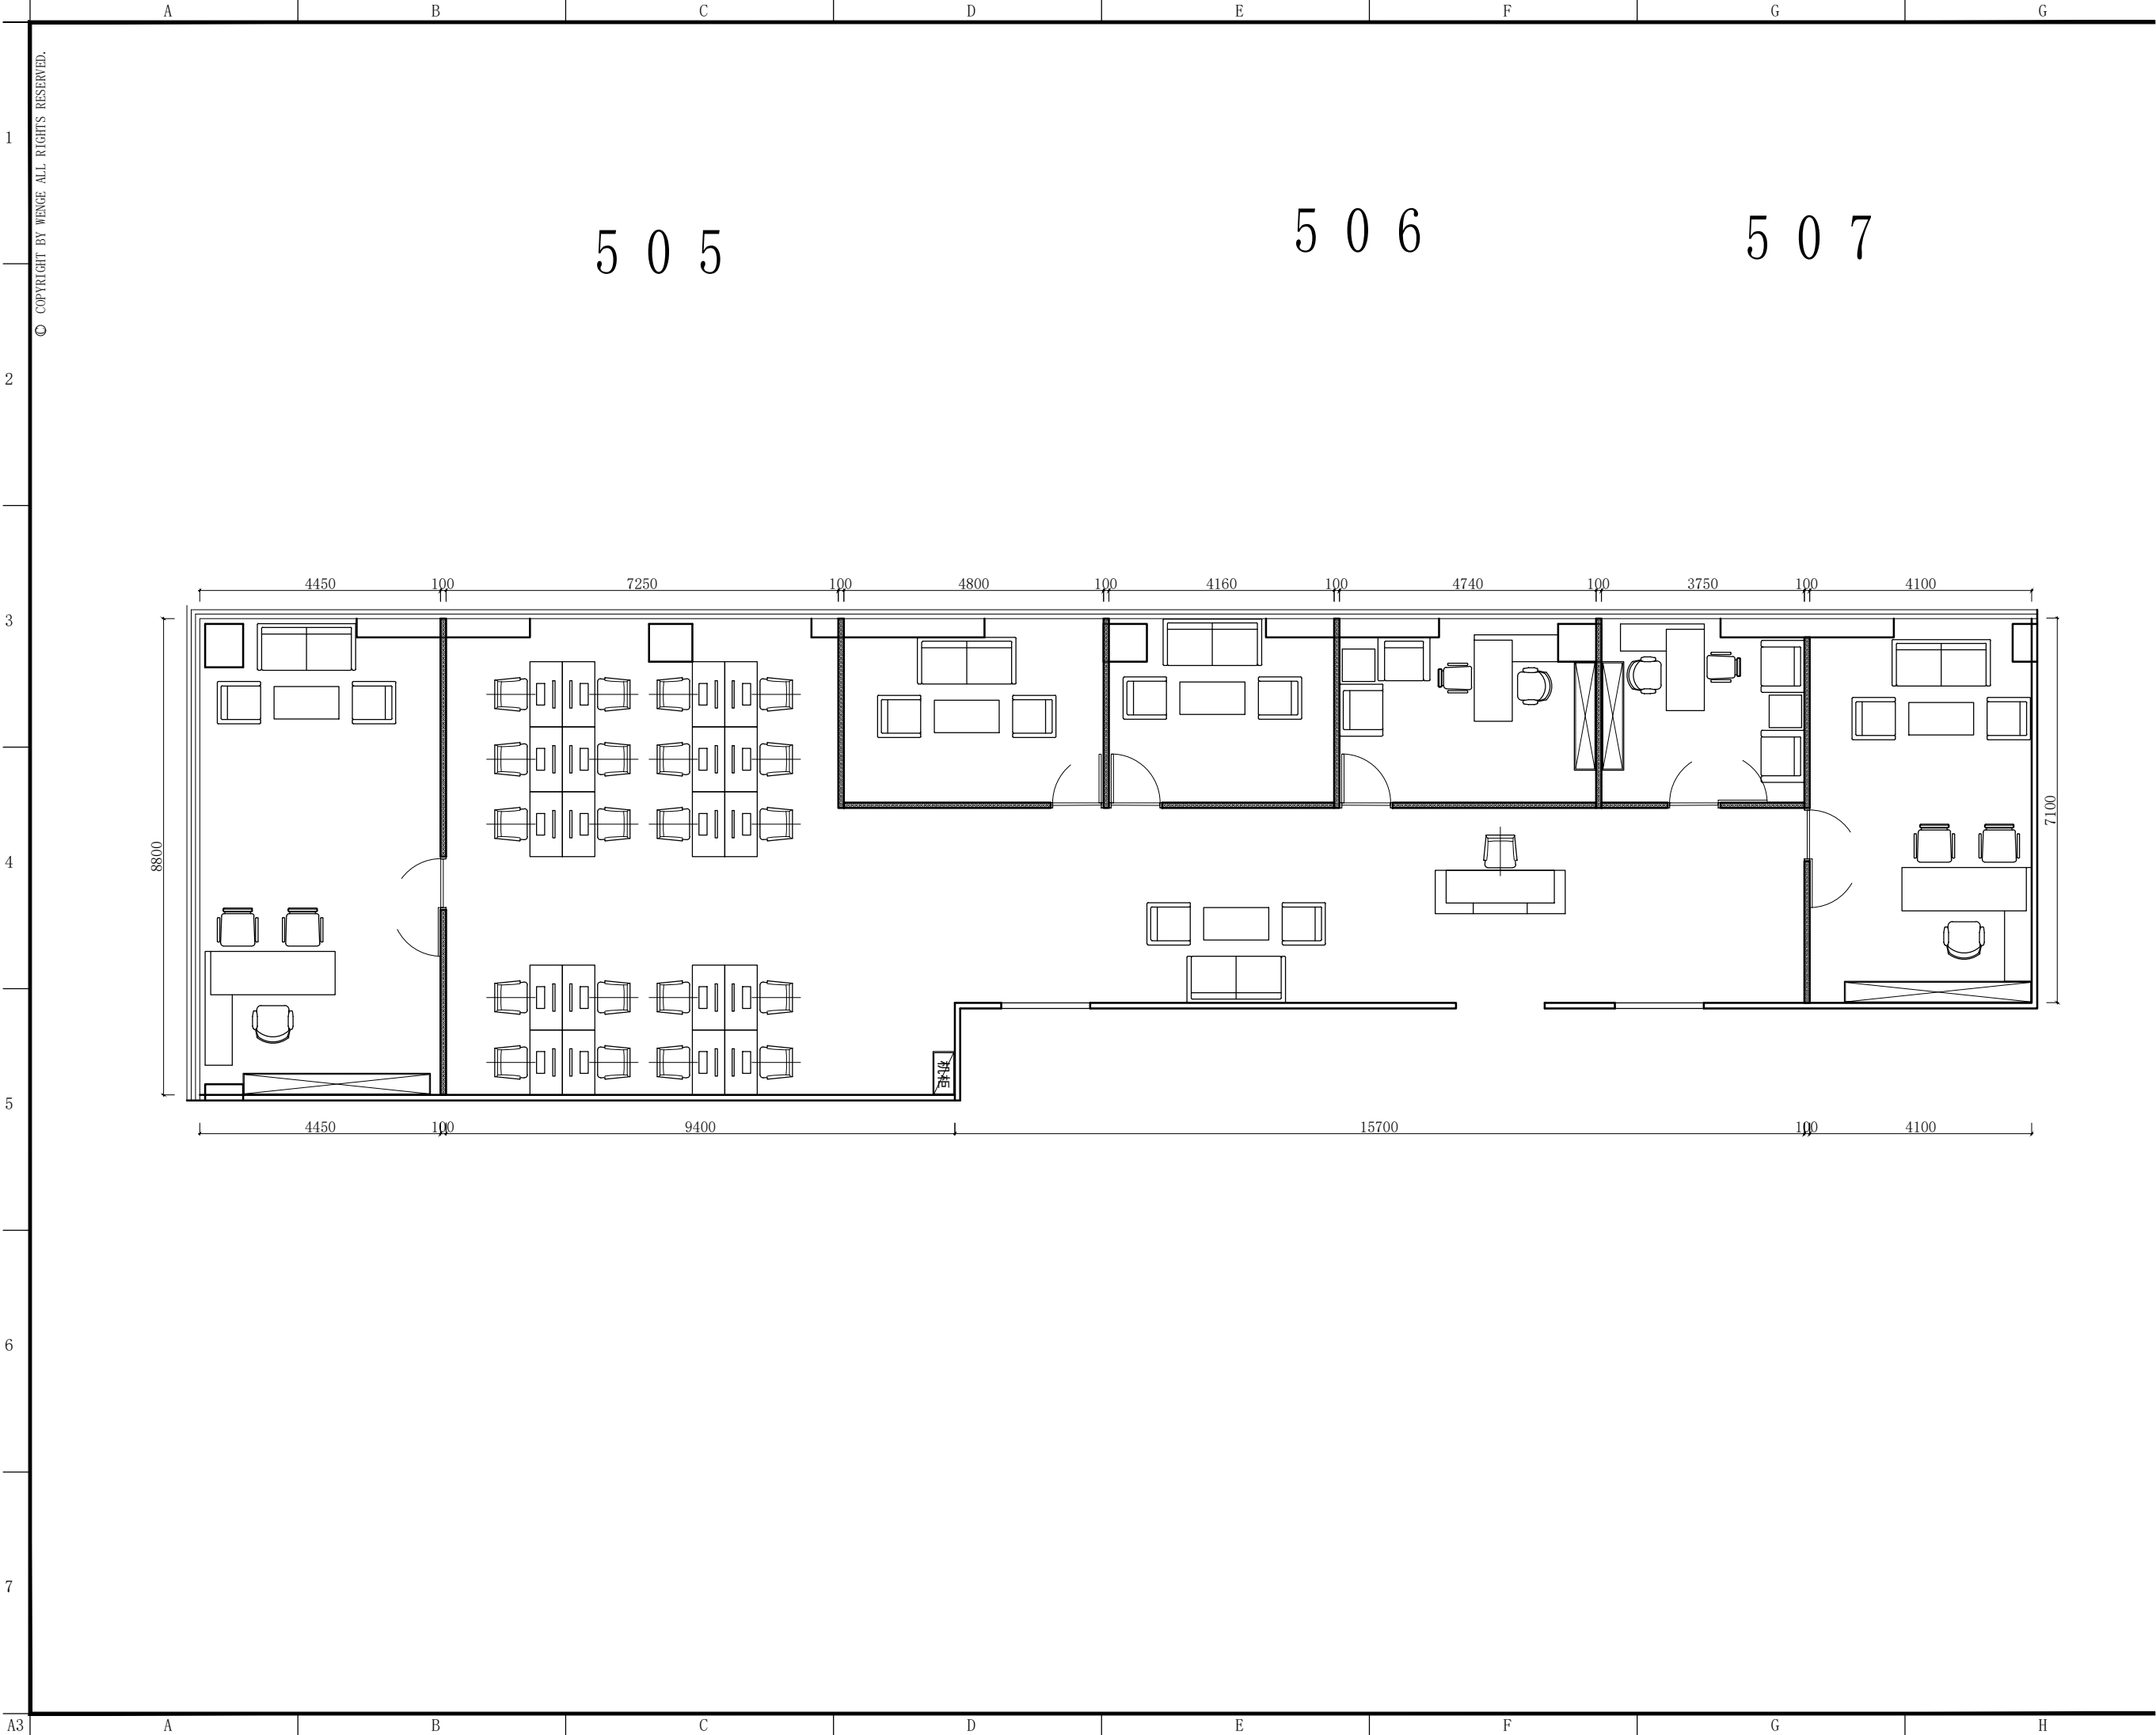 A B C D E F G G
© COPYRIGHT BY WENGE ALL RIGHTS RESERVED.
1
505
506
507
2
4450 100 7250 100 4800 100 4160 100 4740 100 3750 100 4100
3
7100
8800
4
机柜
5
4450 100 9400 15700 100 4100
6
7
A3 A B C D E F G H